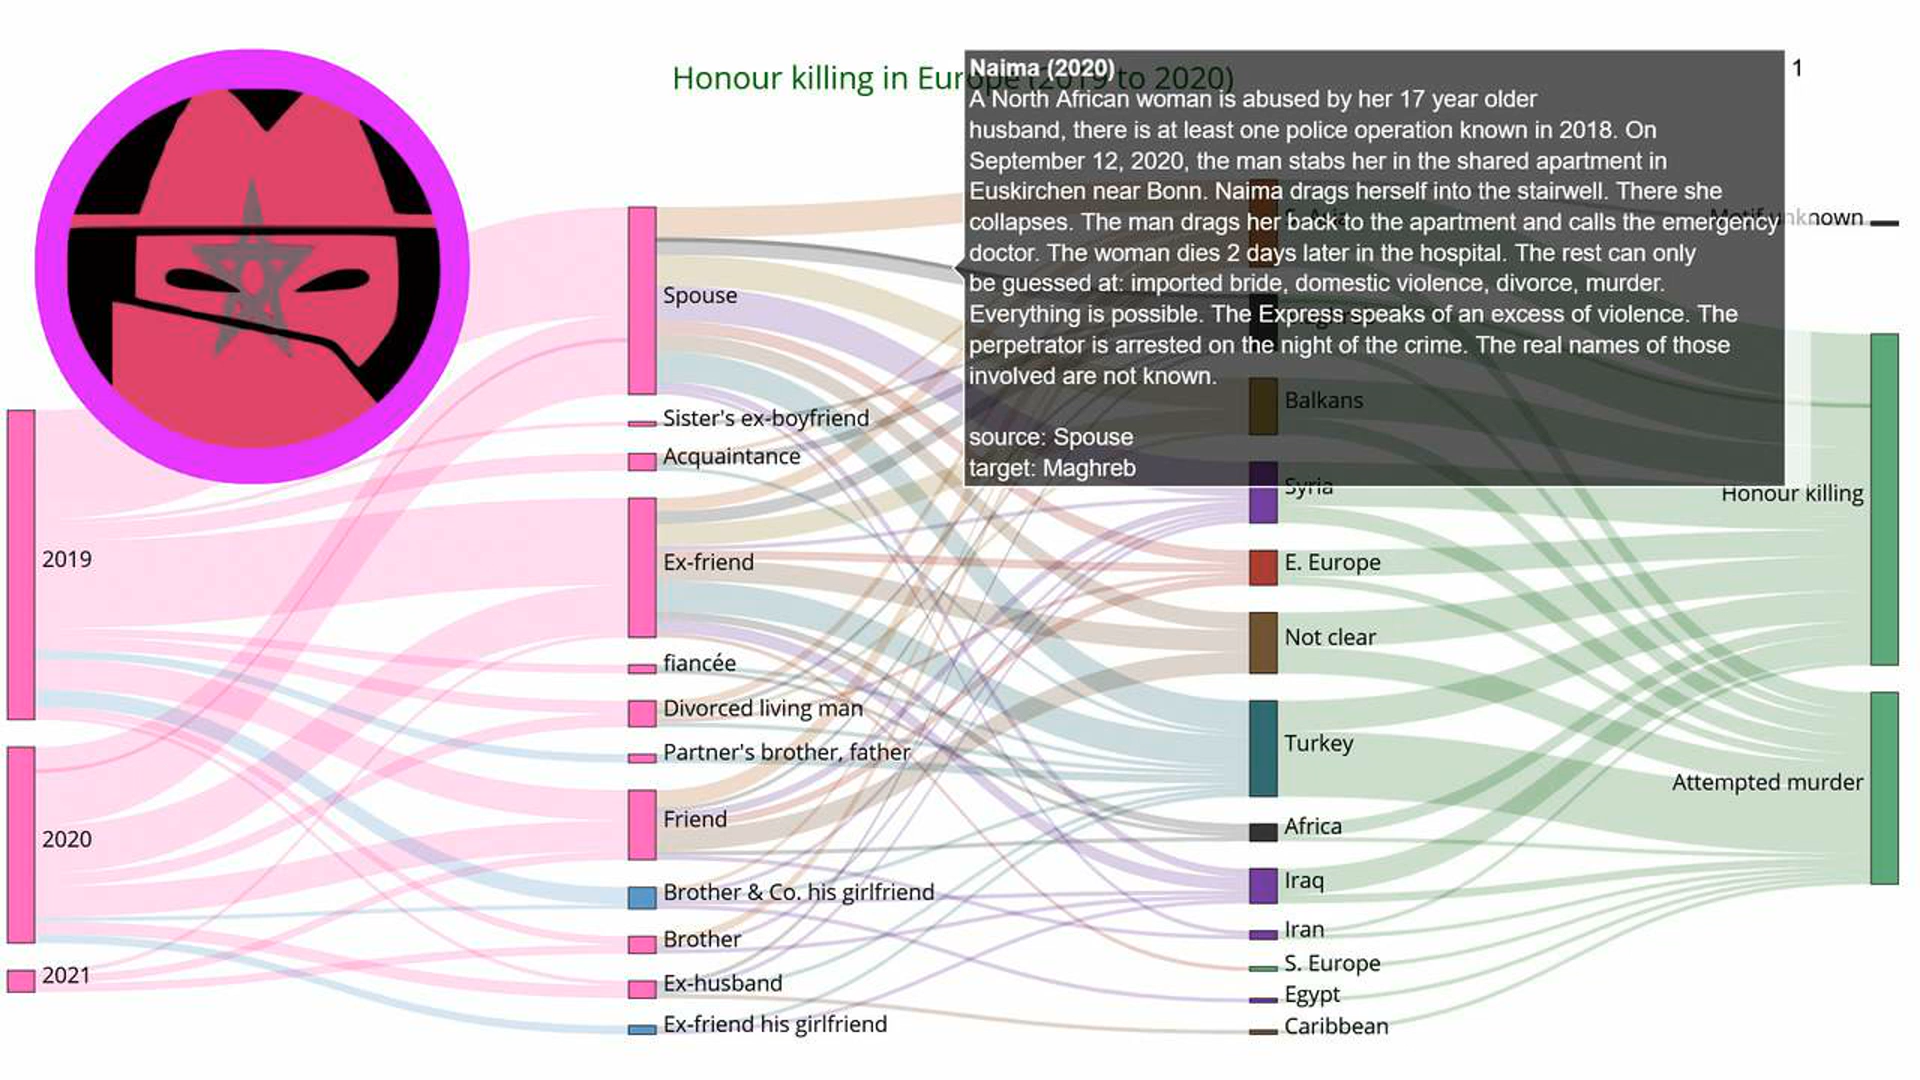 Honour killing in Europe (2019 to 2020)
Naima (2020)
A North African woman is abused by her 17 year older
husband, there is at least one police operation known in 2018. On
September 12, 2020, the man stabs her in the shared apartment in
Euskirchen near Bonn. Naima drags herself into the stairwell. There she
collapses. The man drags her back to the apartment and calls the emergency
doctor. The woman dies 2 days later in the hospital. The rest can only
be guessed at: imported bride, domestic violence, divorce, murder.
Everything is possible. The Express speaks of an excess of violence. The
perpetrator is arrested on the night of the crime. The real names of those
involved are not known.
source: Spouse
target: Maghreb
1
2019
2020
2021
Spouse
Sister's ex-boyfriend
Acquaintance
Ex-friend
fiancée
Divorced living man
Partner's brother, father
Friend
Brother & Co. his girlfriend
Brother
Ex-husband
Ex-friend his girlfriend
S. Asia
Balkans
Syria
E. Europe
Not clear
Turkey
Africa
Iraq
Iran
S. Europe
Egypt
Caribbean
Motif unknown
Honour killing
Attempted murder